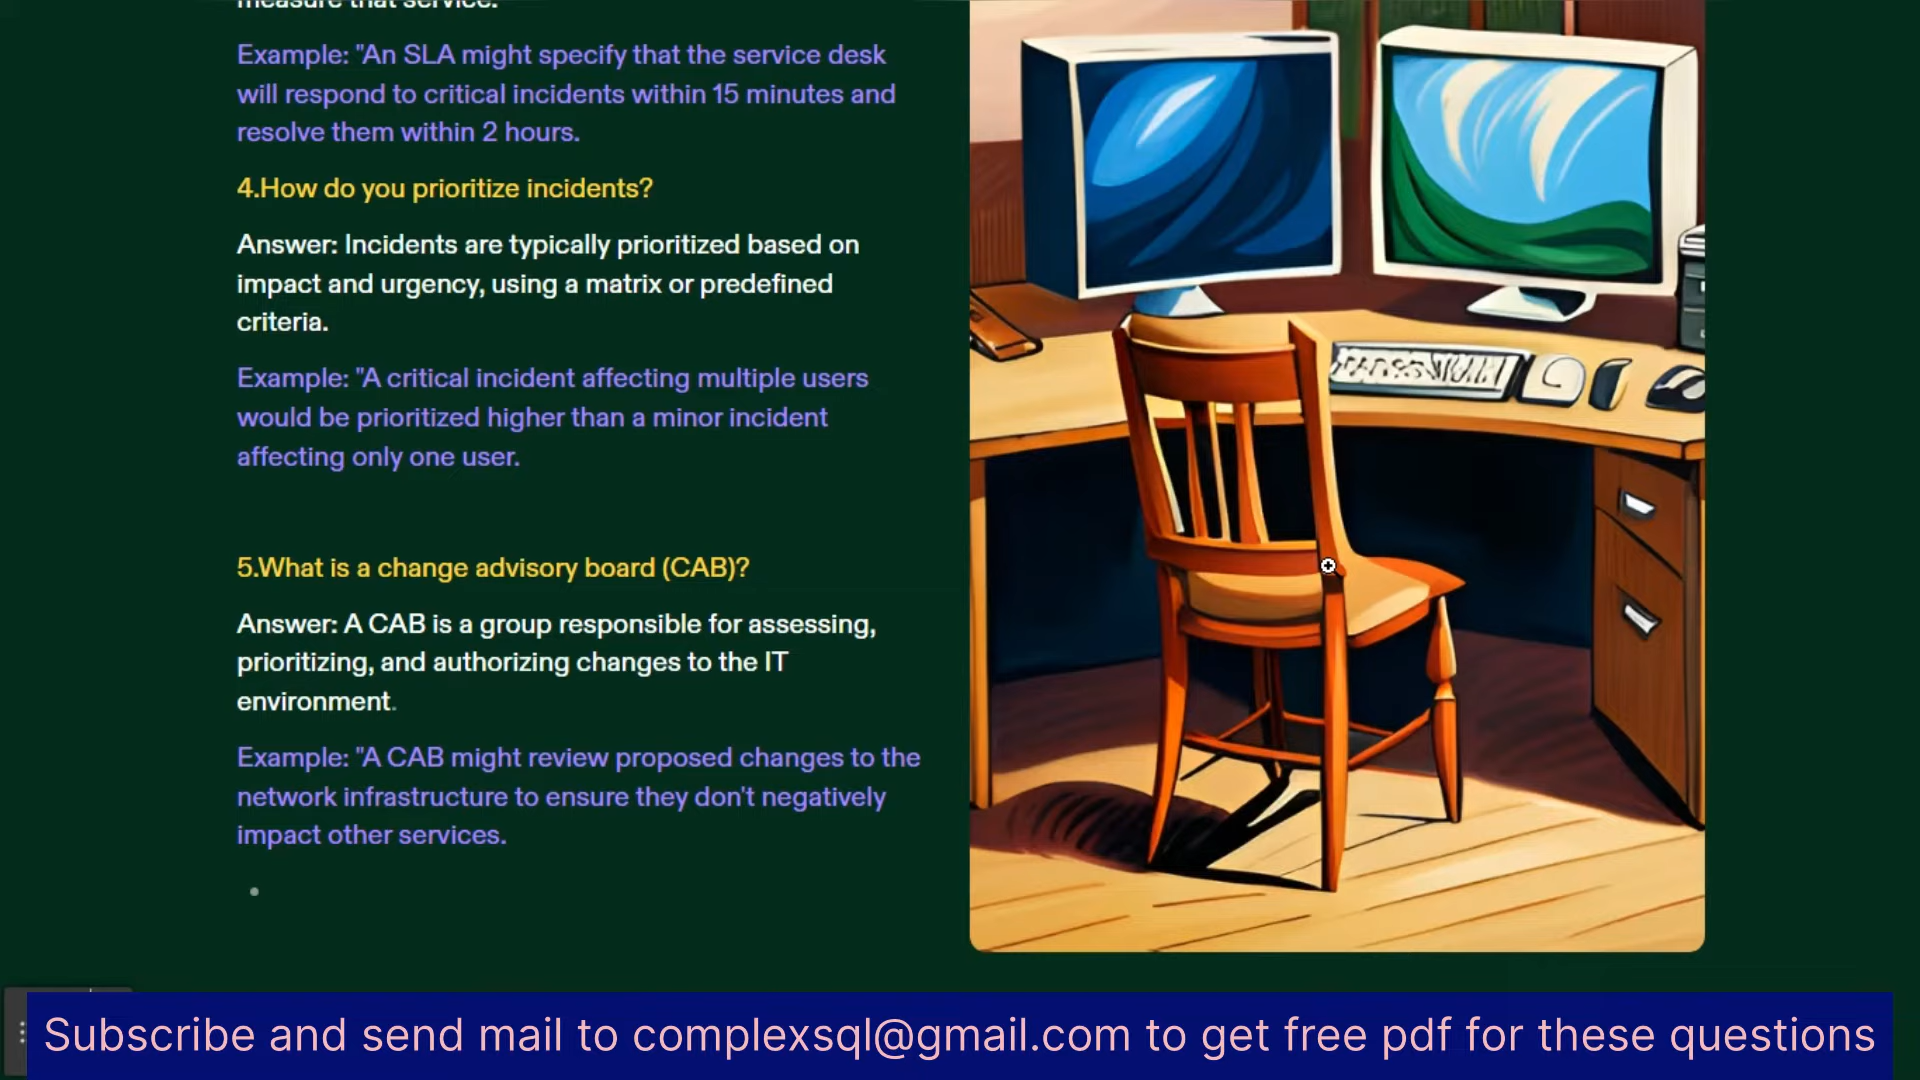 measure that service.
Example: "An SLA might specify that the service desk
will respond to critical incidents within 15 minutes and
resolve them within 2 hours.
4.How do you prioritize incidents?
Answer: Incidents are typically prioritized based on
impact and urgency, using a matrix or predefined
criteria.
Example: "A critical incident affecting multiple users
would be prioritized higher than a minor incident
affecting only one user.
5.What is a change advisory board (CAB)?
Answer: A CAB is a group responsible for assessing,
prioritizing, and authorizing changes to the IT
environment.
Example: "A CAB might review proposed changes to the
network infrastructure to ensure they don't negatively
impact other services.
Subscribe and send mail to complexsql@gmail.com to get free pdf for these questions